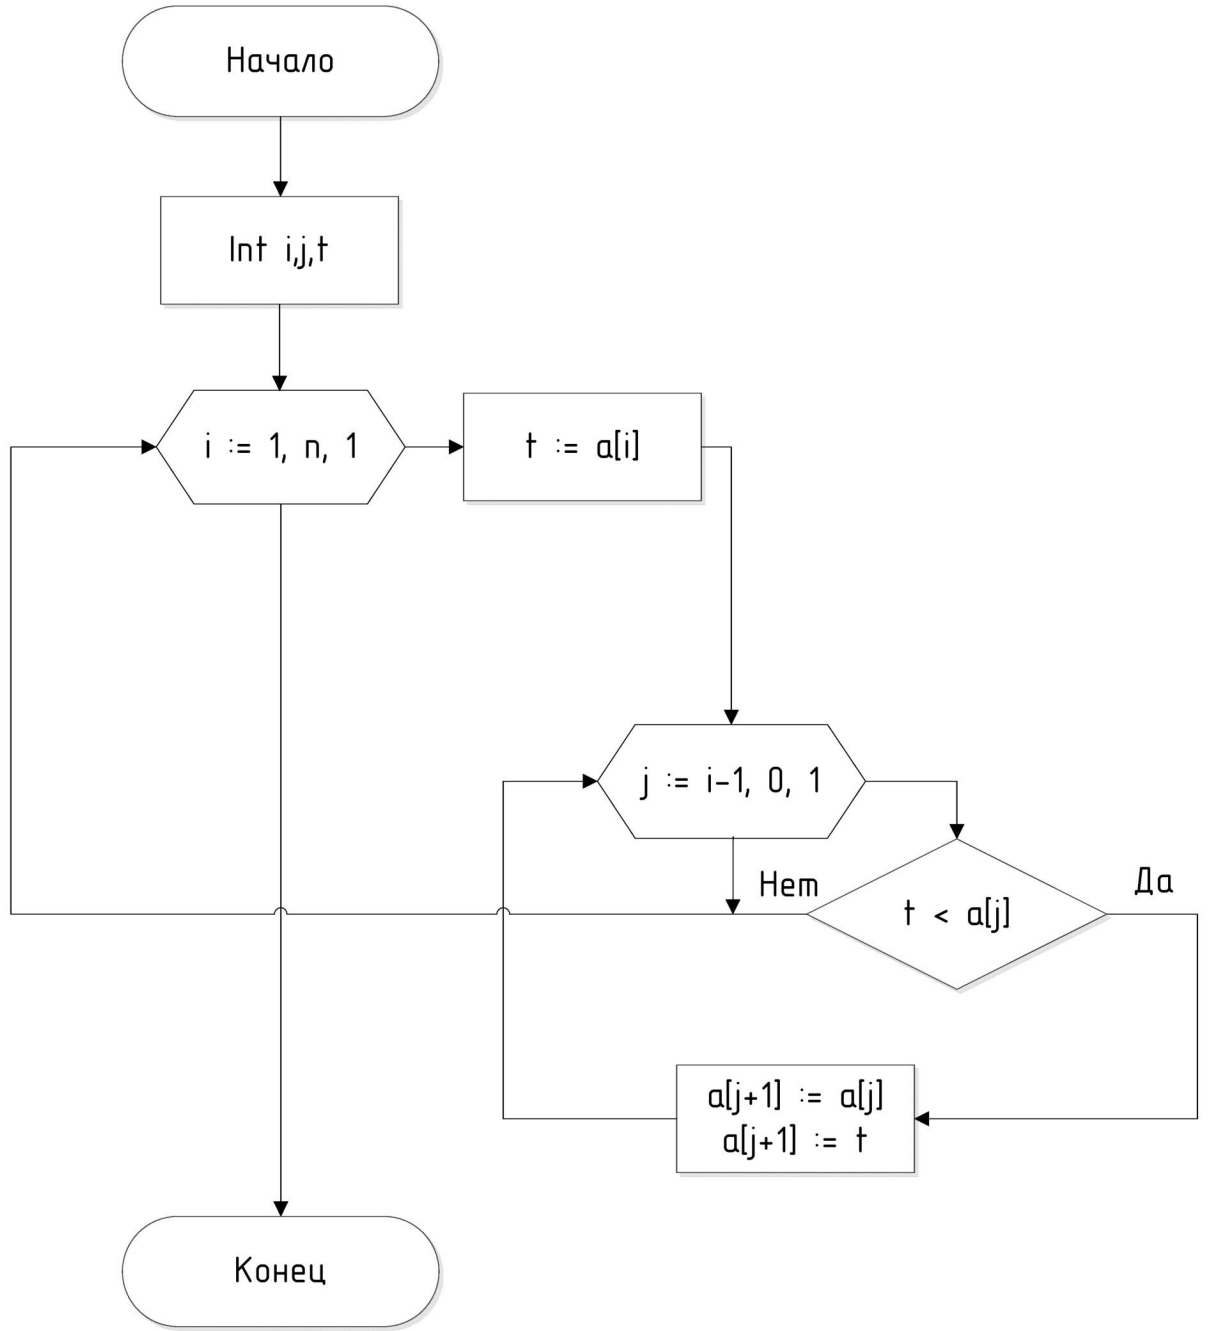 Начало
Int i,j,t
i := 1, n, 1
t := a[i]
j := i-1, 0, 1
Нет
Да
t < a[j]
a[j+1] := a[j]
a[j+1] := t
Конец